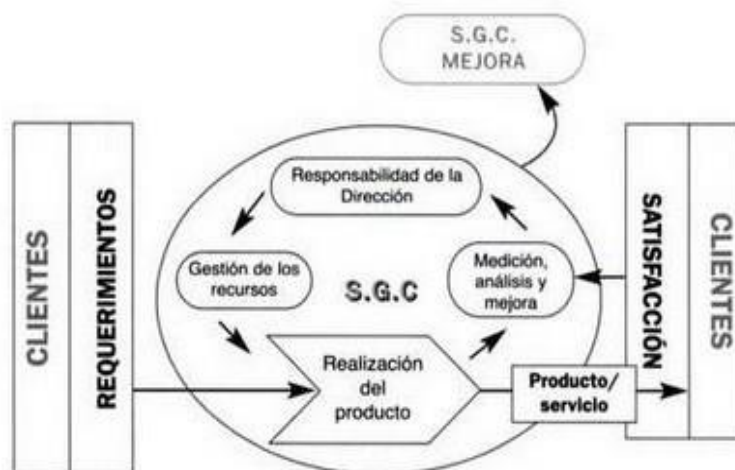 S.G.C.
MEJORA
CLIENTES
REQUERIMIENTOS
Responsabilidad de la
Dirección
Gestión de los
recursos
S.G.C
Medición,
análisis y
mejora
Realización
del
producto
Producto/
servicio
SATISFACCIÓN
CLIENTES